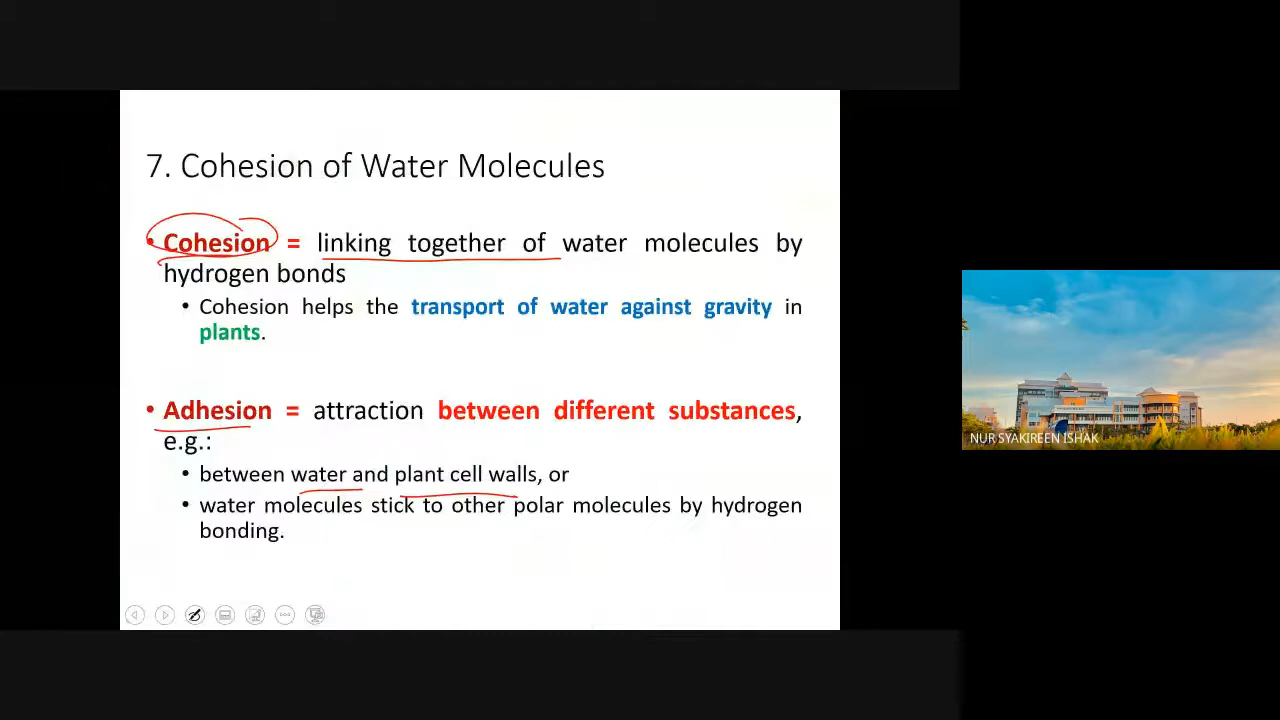 7. Cohesion of Water Molecules
• Cohesion = linking together of water molecules by
hydrogen bonds
• Cohesion helps the transport of water against gravity in
plants.
• Adhesion = attraction between different substances,
e.g.:
• between water and plant cell walls, or
• water molecules stick to other polar molecules by hydrogen
bonding.
NUR SYAKIREEN ISHAK